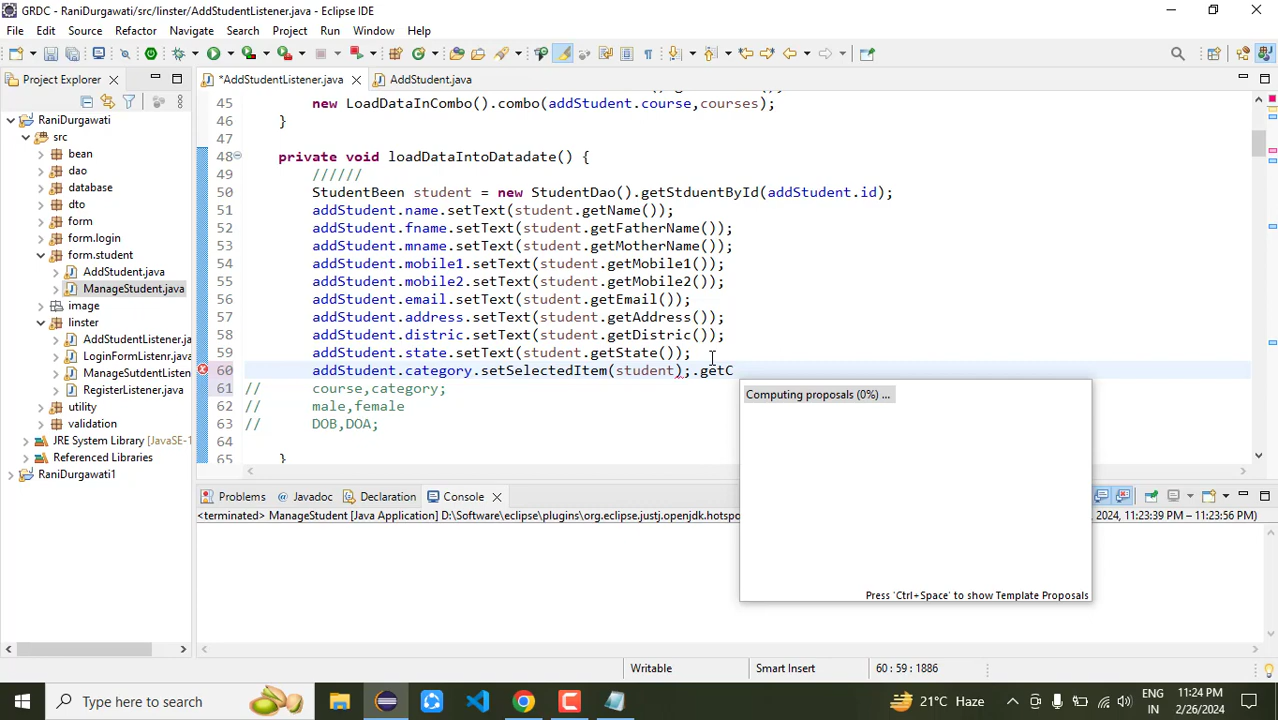 GRDC - RaniDurgawati/src/linster/AddStudentListener.java - Eclipse IDE
File Edit Source Refactor Navigate Search Project Run Window Help
Project Explorer
*AddStudentListener.java
AddStudent.java
RaniDurgawati
src
bean
dao
database
dto
form
form.login
form.student
AddStudent.java
ManageStudent.java
image
linster
AddStudentListener.j
LoginFormListenr.jav
ManageSudentListen
RegisterListener.java
utility
validation
JRE System Library [JavaSE-1
Referenced Libraries
RaniDurgawati1
45 new LoadDataInCombo().combo(addStudent.course,courses);
46 }
47
48 private void loadDataIntoDatadate() {
49 //////
50 StudentBeen student = new StudentDao().getStduentById(addStudent.id);
51 addStudent.name.setText(student.getName());
52 addStudent.fname.setText(student.getFatherName());
53 addStudent.mname.setText(student.getMotherName());
54 addStudent.mobile1.setText(student.getMobile1());
55 addStudent.mobile2.setText(student.getMobile2());
56 addStudent.email.setText(student.getEmail());
57 addStudent.address.setText(student.getAddress());
58 addStudent.distric.setText(student.getDistric());
59 addStudent.state.setText(student.getState());
60 addStudent.category.setSelectedItem(student);.getC
61 // course,category;
62 // male,female
63 // DOB,DOA;
64
65 }
Computing proposals (0%) ...
Press 'Ctrl+Space' to show Template Proposals
Problems Javadoc Declaration Console
<terminated> ManageStudent [Java Application] D:\Software\eclipse\plugins\org.eclipse.justj.openjdk.hotspo
2024, 11:23:39 PM – 11:23:56 PM)
Writable Smart Insert 60 : 59 : 1886
Type here to search
21°C Haze
ENG
IN
11:24 PM
2/26/2024